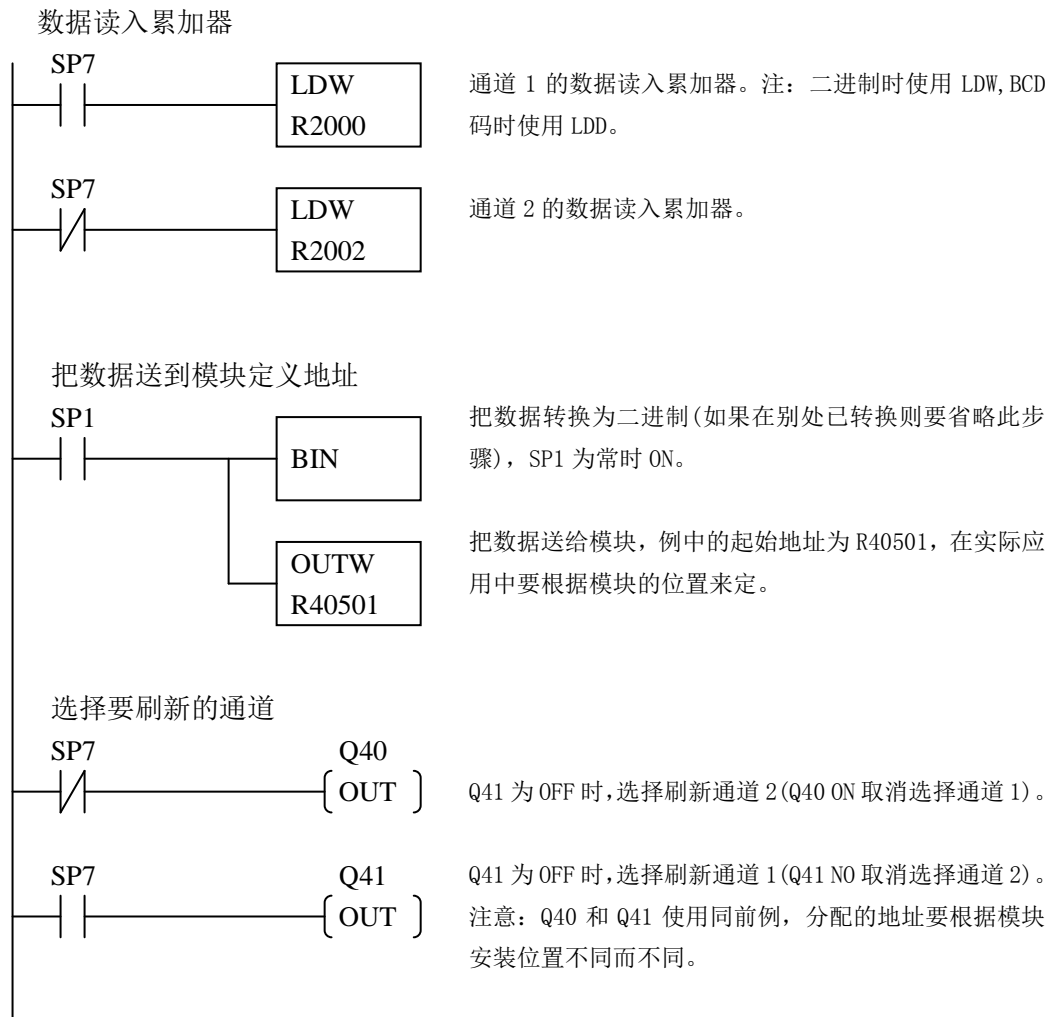 数据读入累加器
SP7
LDW
R2000
通道 1 的数据读入累加器。注：二进制时使用 LDW,BCD
码时使用 LDD。
SP7
LDW
R2002
通道 2 的数据读入累加器。
把数据送到模块定义地址
SP1
BIN
把数据转换为二进制(如果在别处已转换则要省略此步
骤)，SP1 为常时 ON。
OUTW
R40501
把数据送给模块，例中的起始地址为 R40501，在实际应
用中要根据模块的位置来定。
选择要刷新的通道
SP7
Q40
OUT
Q41 为 OFF 时，选择刷新通道 2(Q40 ON 取消选择通道 1)。
SP7
Q41
OUT
Q41 为 OFF 时，选择刷新通道 1(Q41 NO 取消选择通道 2)。
注意：Q40 和 Q41 使用同前例，分配的地址要根据模块
安装位置不同而不同。